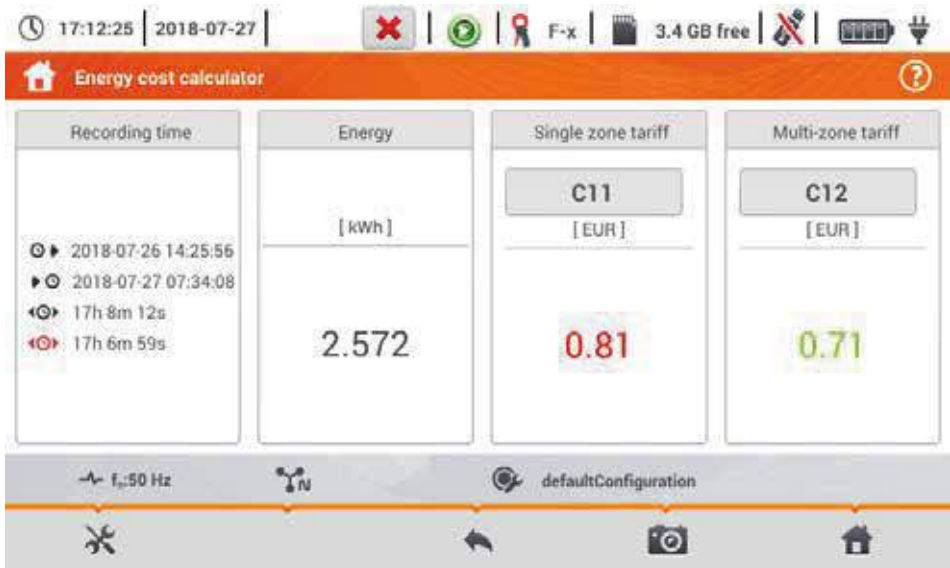 17:12:25 2018-07-27 F-x 3.4 GB free
Energy cost calculator ?
Recording time Energy Single zone tariff Multi-zone tariff
C11 C12
[kWh] [EUR] [EUR]
2018-07-26 14:25:56
2018-07-27 07:34:08
17h 8m 12s
17h 6m 59s
2.572 0.81 0.71
fₙ:50 Hz N defaultConfiguration